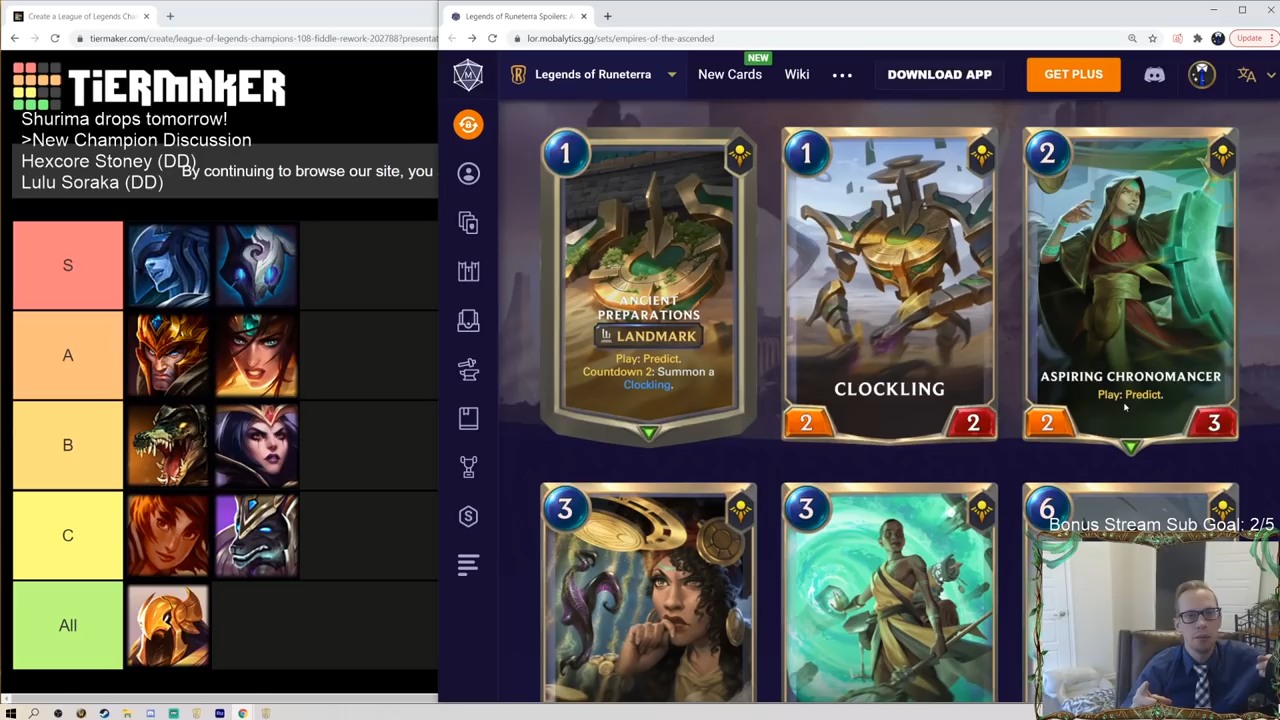 Create a League of Legends Cha
tiermaker.com/create/league-of-legends-champions-108-fiddle-rework-202788?presentatio
TiERMAKER
Shurima drops tomorrow!
>New Champion Discussion
Hexcore Stoney (DD)
Lulu Soraka (DD)
By continuing to browse our site, you
S
A
B
C
All
Legends of Runeterra Spoilers: A
Update
lor.mobalytics.gg/sets/empires-of-the-ascended
Legends of Runeterra
New Cards
NEW
Wiki
DOWNLOAD APP
GET PLUS
1
ANCIENT
PREPARATIONS
LANDMARK
Play: Predict.
Countdown 2: Summon a
Clockling.
1
CLOCKLING
2
2
2
ASPIRING CHRONOMANCER
Play: Predict.
2
3
3
3
6
Bonus Stream Sub Goal: 2/5